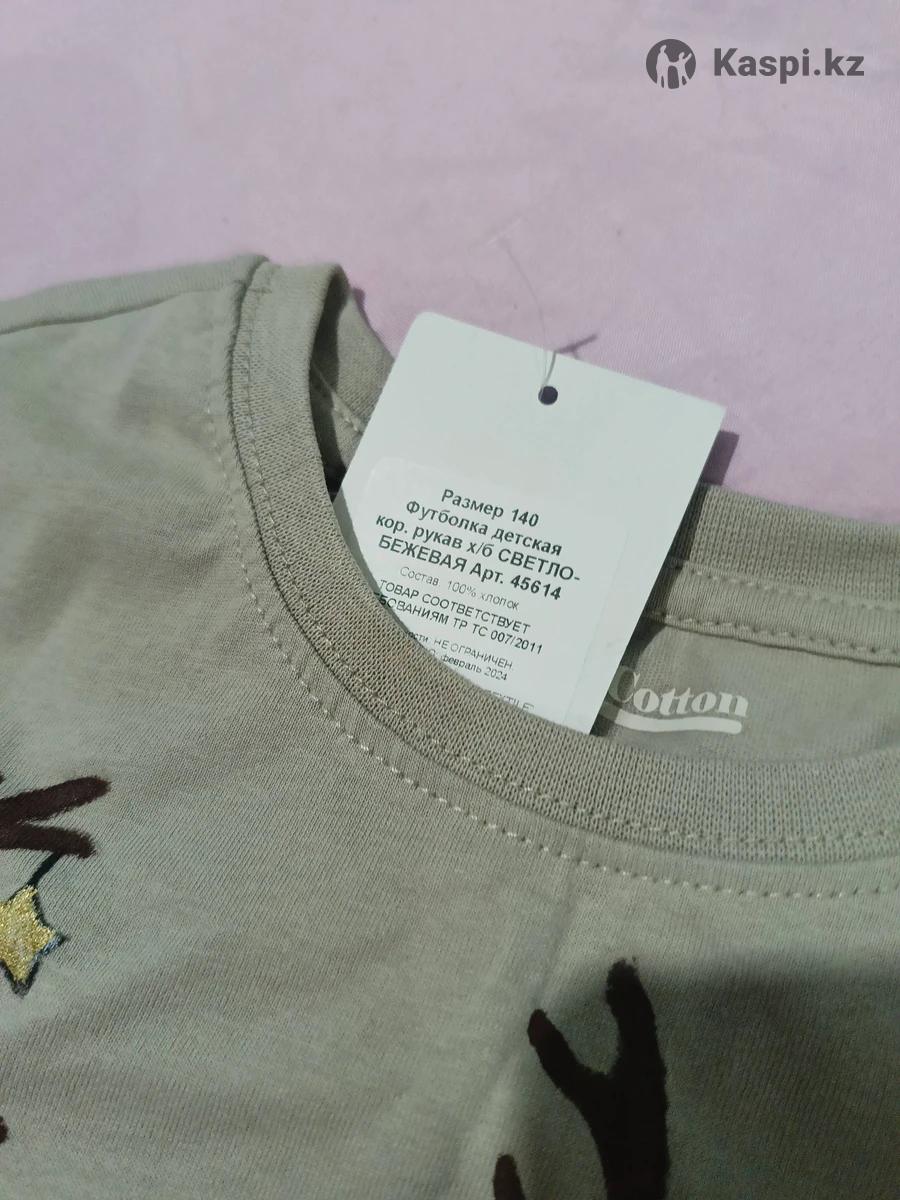 Kaspi.kz
Размер 140
Футболка детская
кор. рукав х/б СВЕТЛО-
БЕЖЕВАЯ Арт. 45614
Состав 100% хлопок
ТОВАР СООТВЕТСТВУЕТ
ТР ТС 007/2011
НЕ ОГРАНИЧЕН.
февраль 2024
Cotton